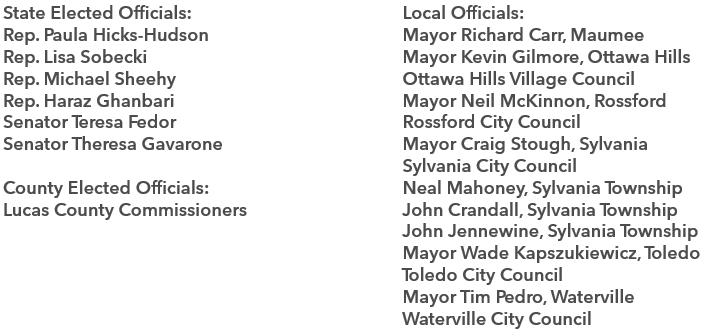 State Elected Officials:
Rep. Paula Hicks-Hudson
Rep. Lisa Sobecki
Rep. Michael Sheehy
Rep. Haraz Ghanbari
Senator Teresa Fedor
Senator Theresa Gavarone
County Elected Officials:
Lucas County Commissioners
Local Officials:
Mayor Richard Carr, Maumee
Mayor Kevin Gilmore, Ottawa Hills
Ottawa Hills Village Council
Mayor Neil McKinnon, Rossford
Rossford City Council
Mayor Craig Stough, Sylvania
Sylvania City Council
Neal Mahoney, Sylvania Township
John Crandall, Sylvania Township
John Jennewine, Sylvania Township
Mayor Wade Kapszukiewicz, Toledo
Toledo City Council
Mayor Tim Pedro, Waterville
Waterville City Council